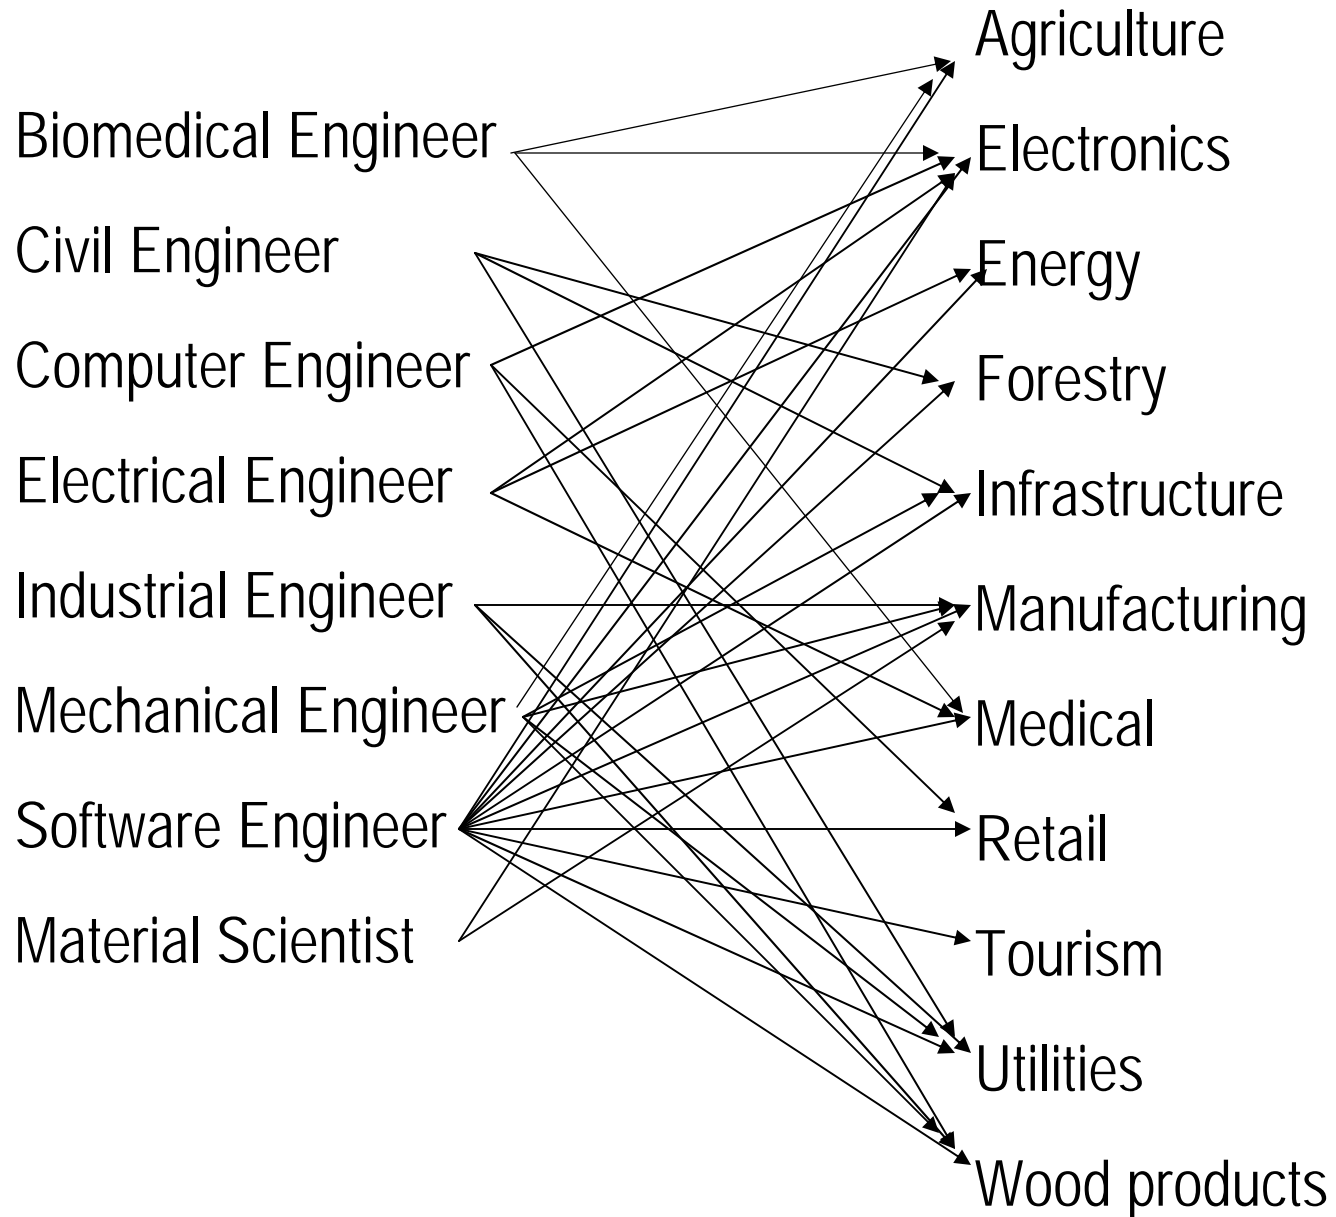 Biomedical Engineer
Civil Engineer
Computer Engineer
Electrical Engineer
Industrial Engineer
Mechanical Engineer
Software Engineer
Material Scientist
Agriculture
Electronics
Energy
Forestry
Infrastructure
Manufacturing
Medical
Retail
Tourism
Utilities
Wood products